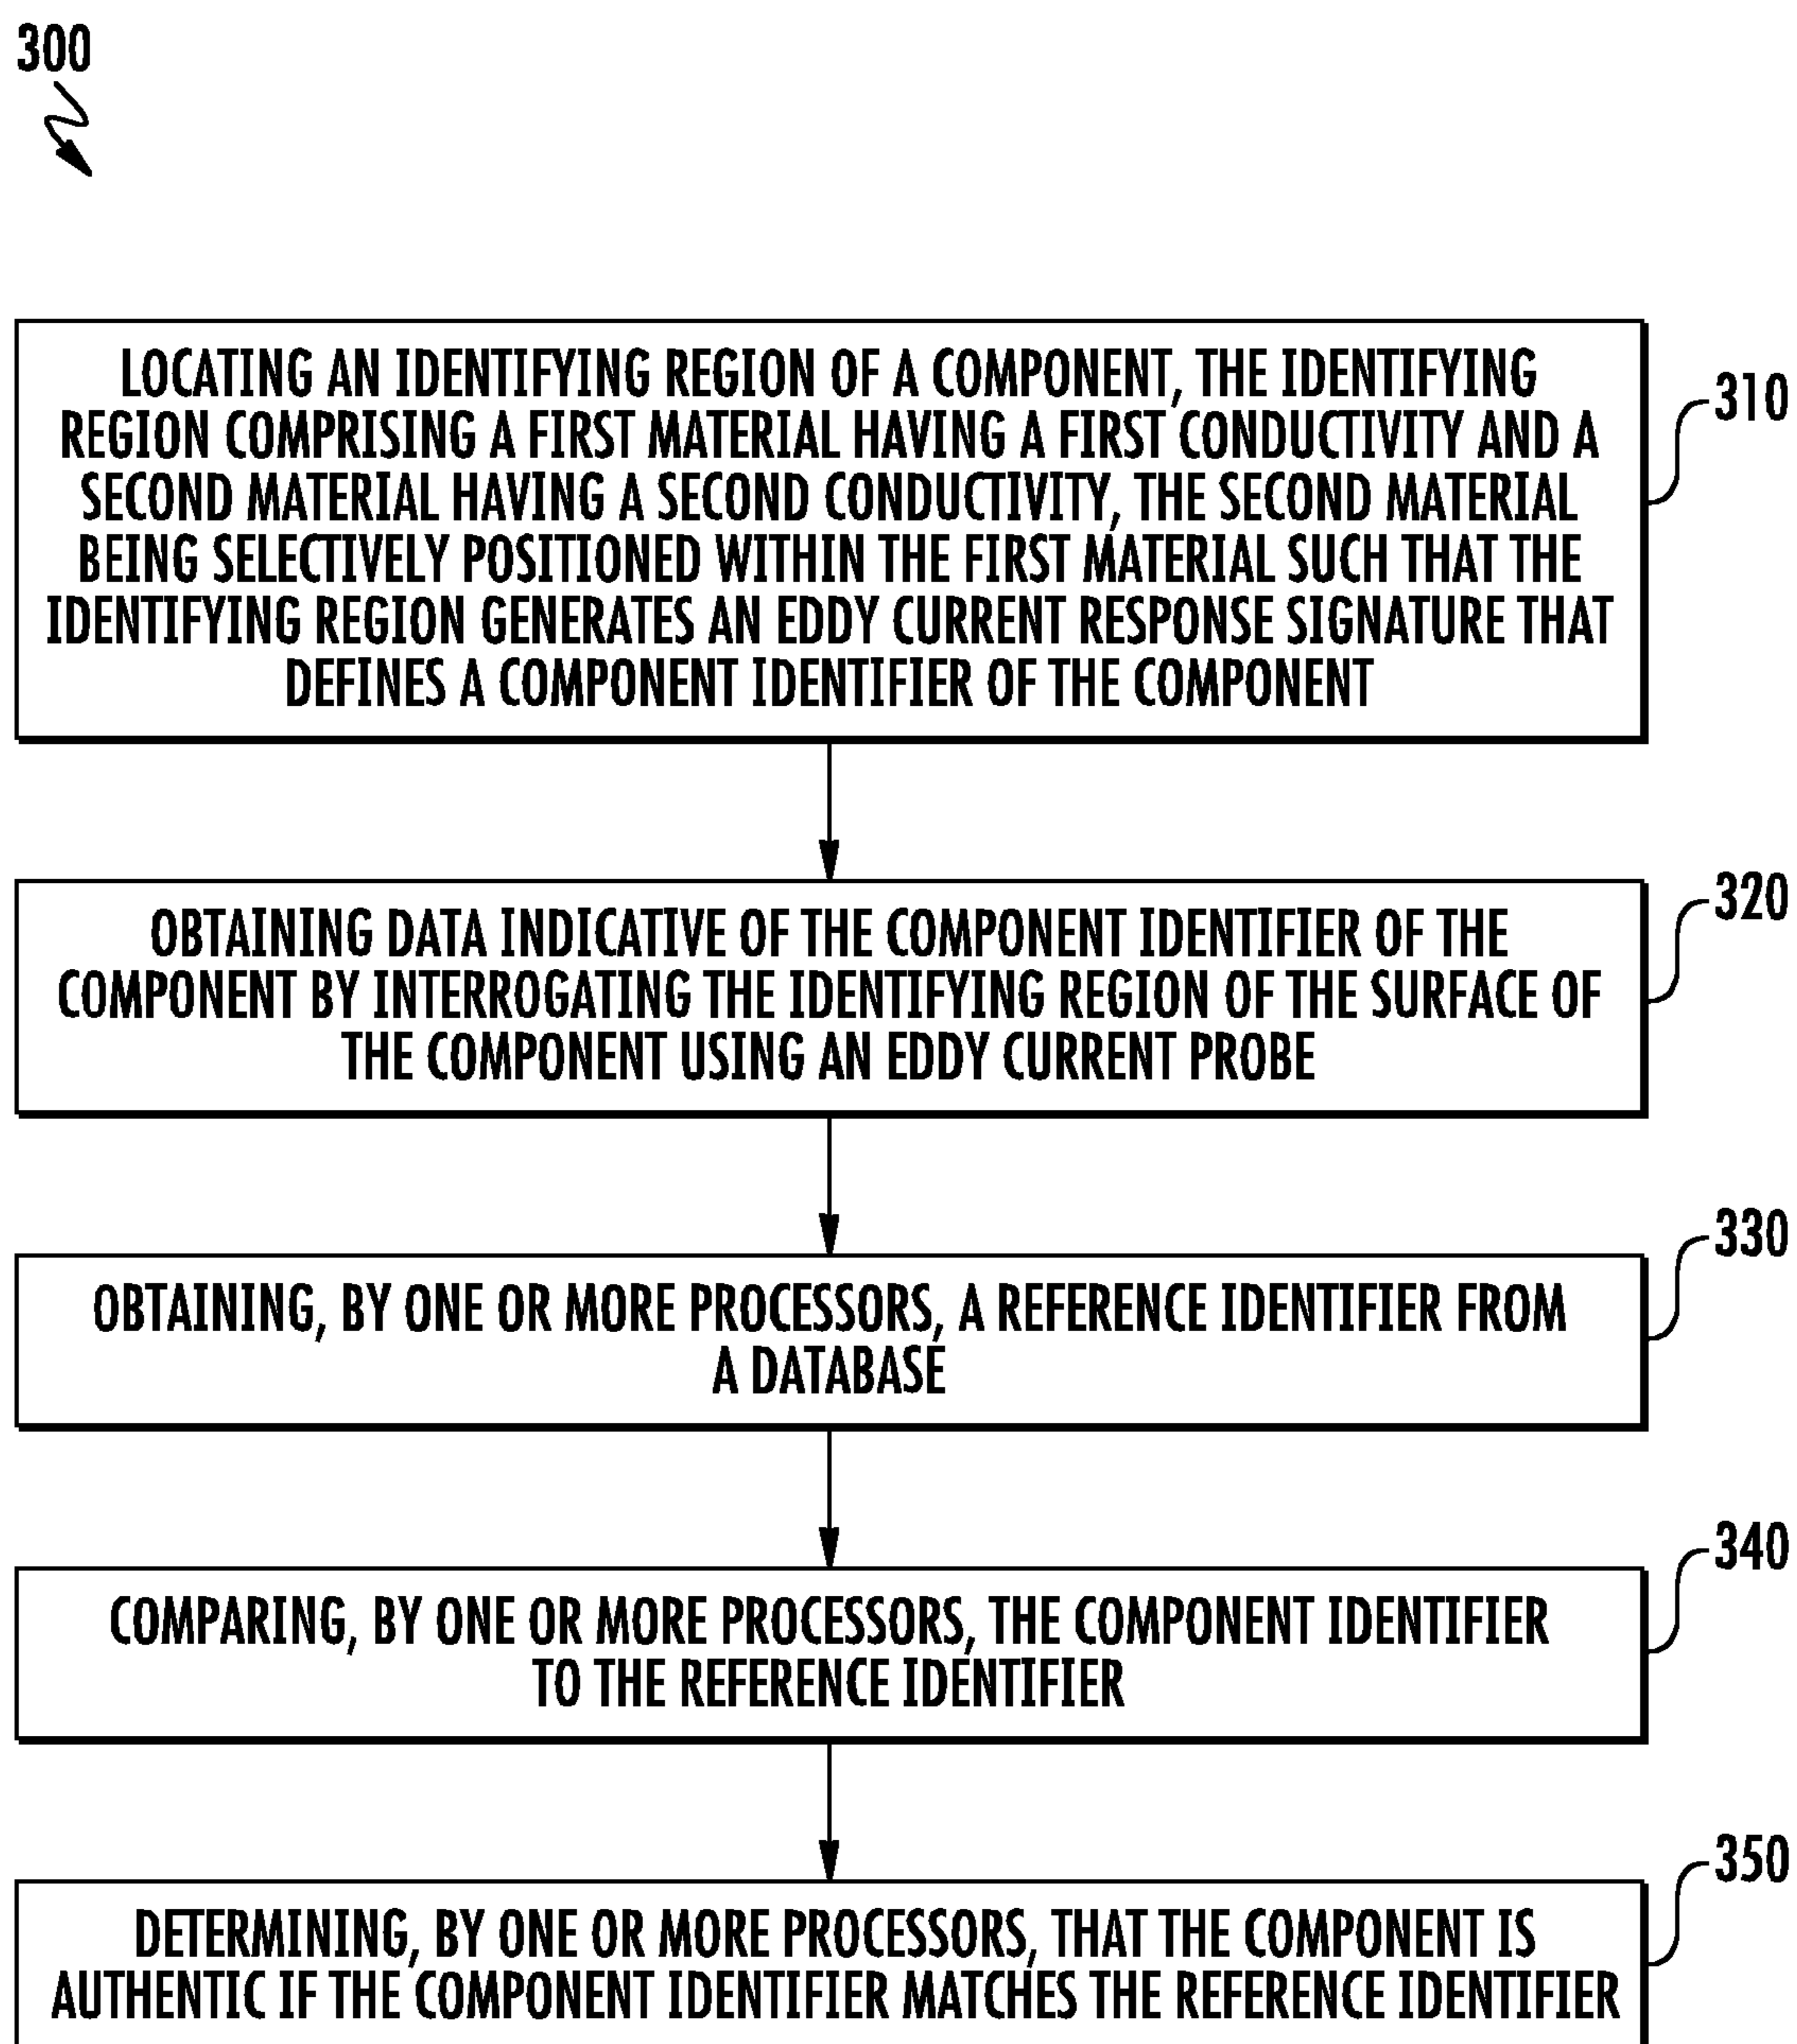 300
LOCATING AN IDENTIFYING REGION OF A COMPONENT, THE IDENTIFYING
REGION COMPRISING A FIRST MATERIAL HAVING A FIRST CONDUCTIVITY AND A
SECOND MATERIAL HAVING A SECOND CONDUCTIVITY, THE SECOND MATERIAL
BEING SELECTIVELY POSITIONED WITHIN THE FIRST MATERIAL SUCH THAT THE
IDENTIFYING REGION GENERATES AN EDDY CURRENT RESPONSE SIGNATURE THAT
DEFINES A COMPONENT IDENTIFIER OF THE COMPONENT
310
OBTAINING DATA INDICATIVE OF THE COMPONENT IDENTIFIER OF THE
COMPONENT BY INTERROGATING THE IDENTIFYING REGION OF THE SURFACE OF
THE COMPONENT USING AN EDDY CURRENT PROBE
320
OBTAINING, BY ONE OR MORE PROCESSORS, A REFERENCE IDENTIFIER FROM
A DATABASE
330
COMPARING, BY ONE OR MORE PROCESSORS, THE COMPONENT IDENTIFIER
TO THE REFERENCE IDENTIFIER
340
DETERMINING, BY ONE OR MORE PROCESSORS, THAT THE COMPONENT IS
AUTHENTIC IF THE COMPONENT IDENTIFIER MATCHES THE REFERENCE IDENTIFIER
350